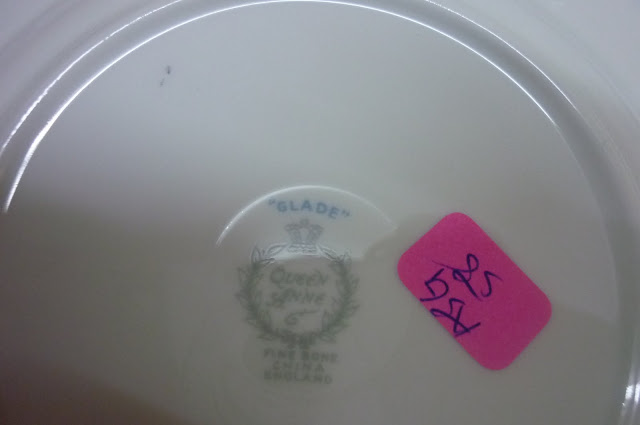 "GLADE"
QUEEN
ANNE
FINE BONE
CHINA
ENGLAND